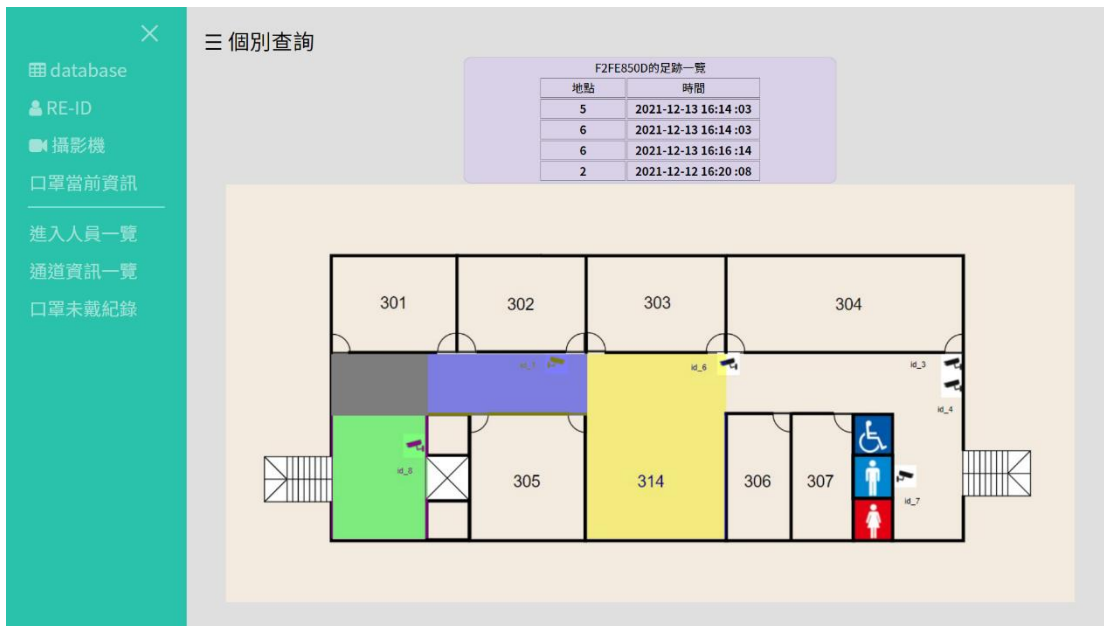 database
RE-ID
攝影機
口罩當前資訊
進入人員一覽
通道資訊一覽
口罩未戴紀錄
☰ 個別查詢
F2FE850D的足跡一覽
地點 時間
5 2021-12-13 16:14 :03
6 2021-12-13 16:14 :03
6 2021-12-13 16:16 :14
2 2021-12-12 16:20 :08
301 302 303 304
id_6
id_3
id_4
305 314 306 307
id_7